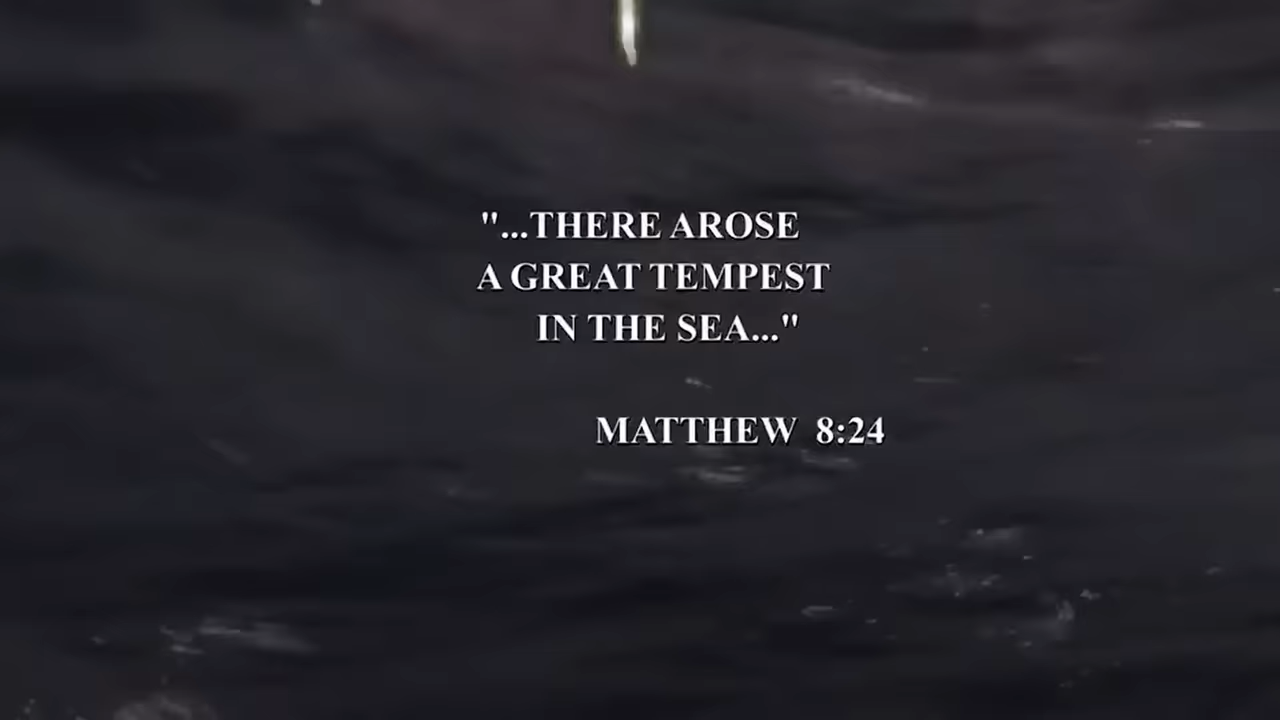 "...THERE AROSE
A GREAT TEMPEST
IN THE SEA..."
MATTHEW 8:24